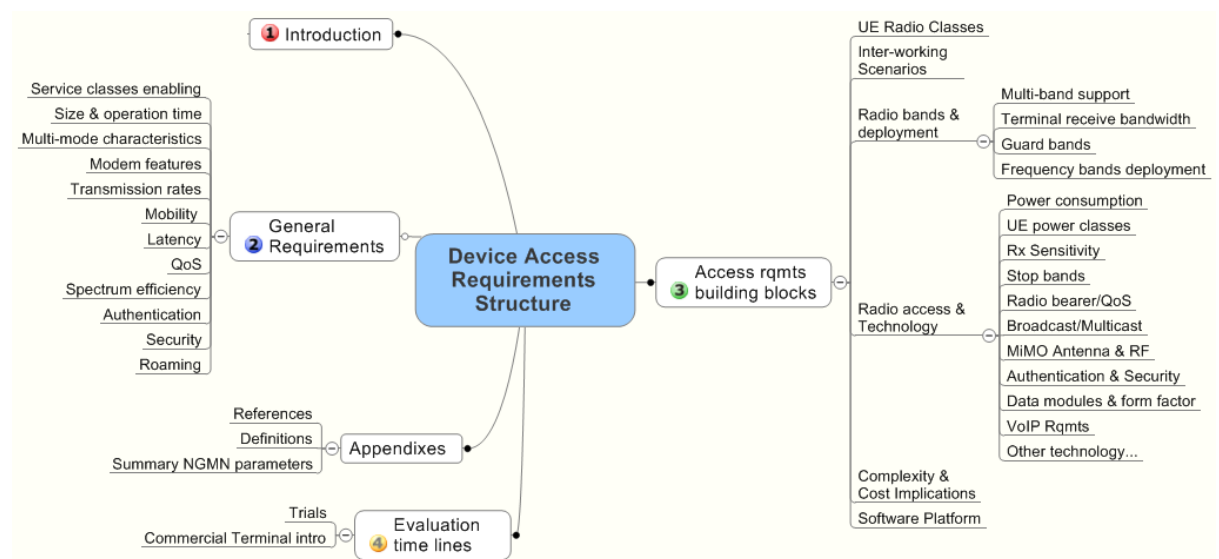 1 Introduction
Service classes enabling
Size & operation time
Multi-mode characteristics
Modem features
Transmission rates
Mobility
Latency
QoS
Spectrum efficiency
Authentication
Security
Roaming
2 General
Requirements
References
Definitions
Summary NGMN parameters
Appendixes
Trials
Commercial Terminal intro
4 Evaluation
time lines
Device Access
Requirements
Structure
3 Access rqmts
building blocks
UE Radio Classes
Inter-working
Scenarios
Radio bands &
deployment
Multi-band support
Terminal receive bandwidth
Guard bands
Frequency bands deployment
Radio access &
Technology
Power consumption
UE power classes
Rx Sensitivity
Stop bands
Radio bearer/QoS
Broadcast/Multicast
MiMO Antenna & RF
Authentication & Security
Data modules & form factor
VoIP Rqmts
Other technology...
Complexity &
Cost Implications
Software Platform